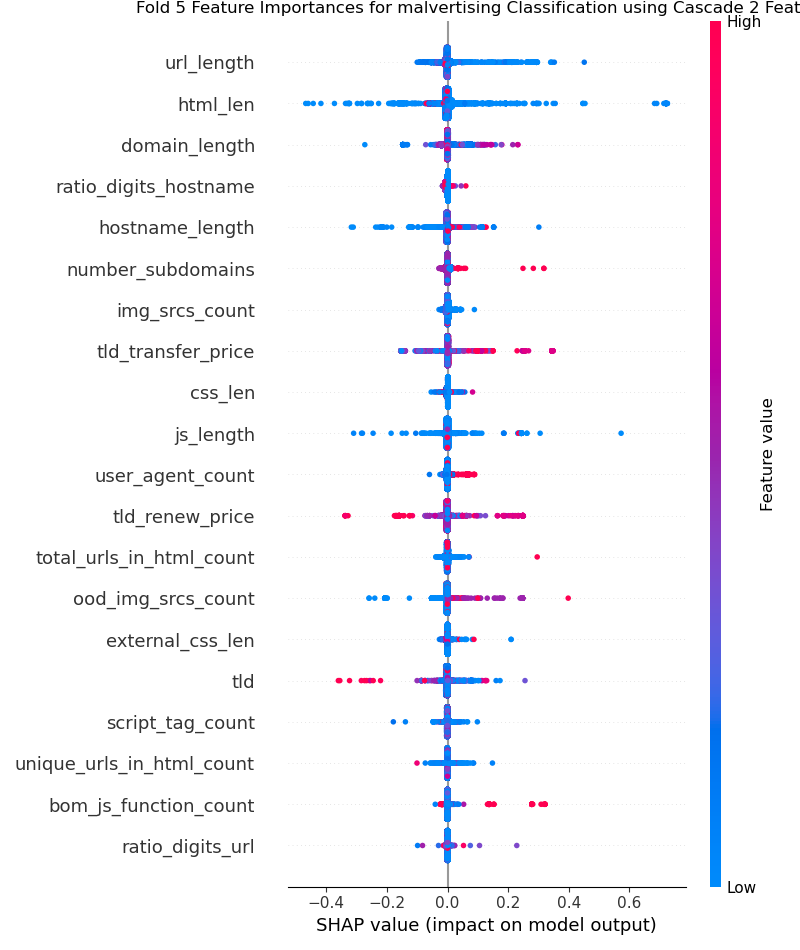 Fold 5 Feature Importances for malvertising Classification using Cascade 2 Feat
High
url_length
html_len
domain_length
ratio_digits_hostname
hostname_length
number_subdomains
img_srcs_count
tld_transfer_price
css_len
js_length
user_agent_count
tld_renew_price
total_urls_in_html_count
ood_img_srcs_count
external_css_len
tld
script_tag_count
unique_urls_in_html_count
bom_js_function_count
ratio_digits_url
Feature value
Low
−0.4 −0.2 0.0 0.2 0.4 0.6
SHAP value (impact on model output)